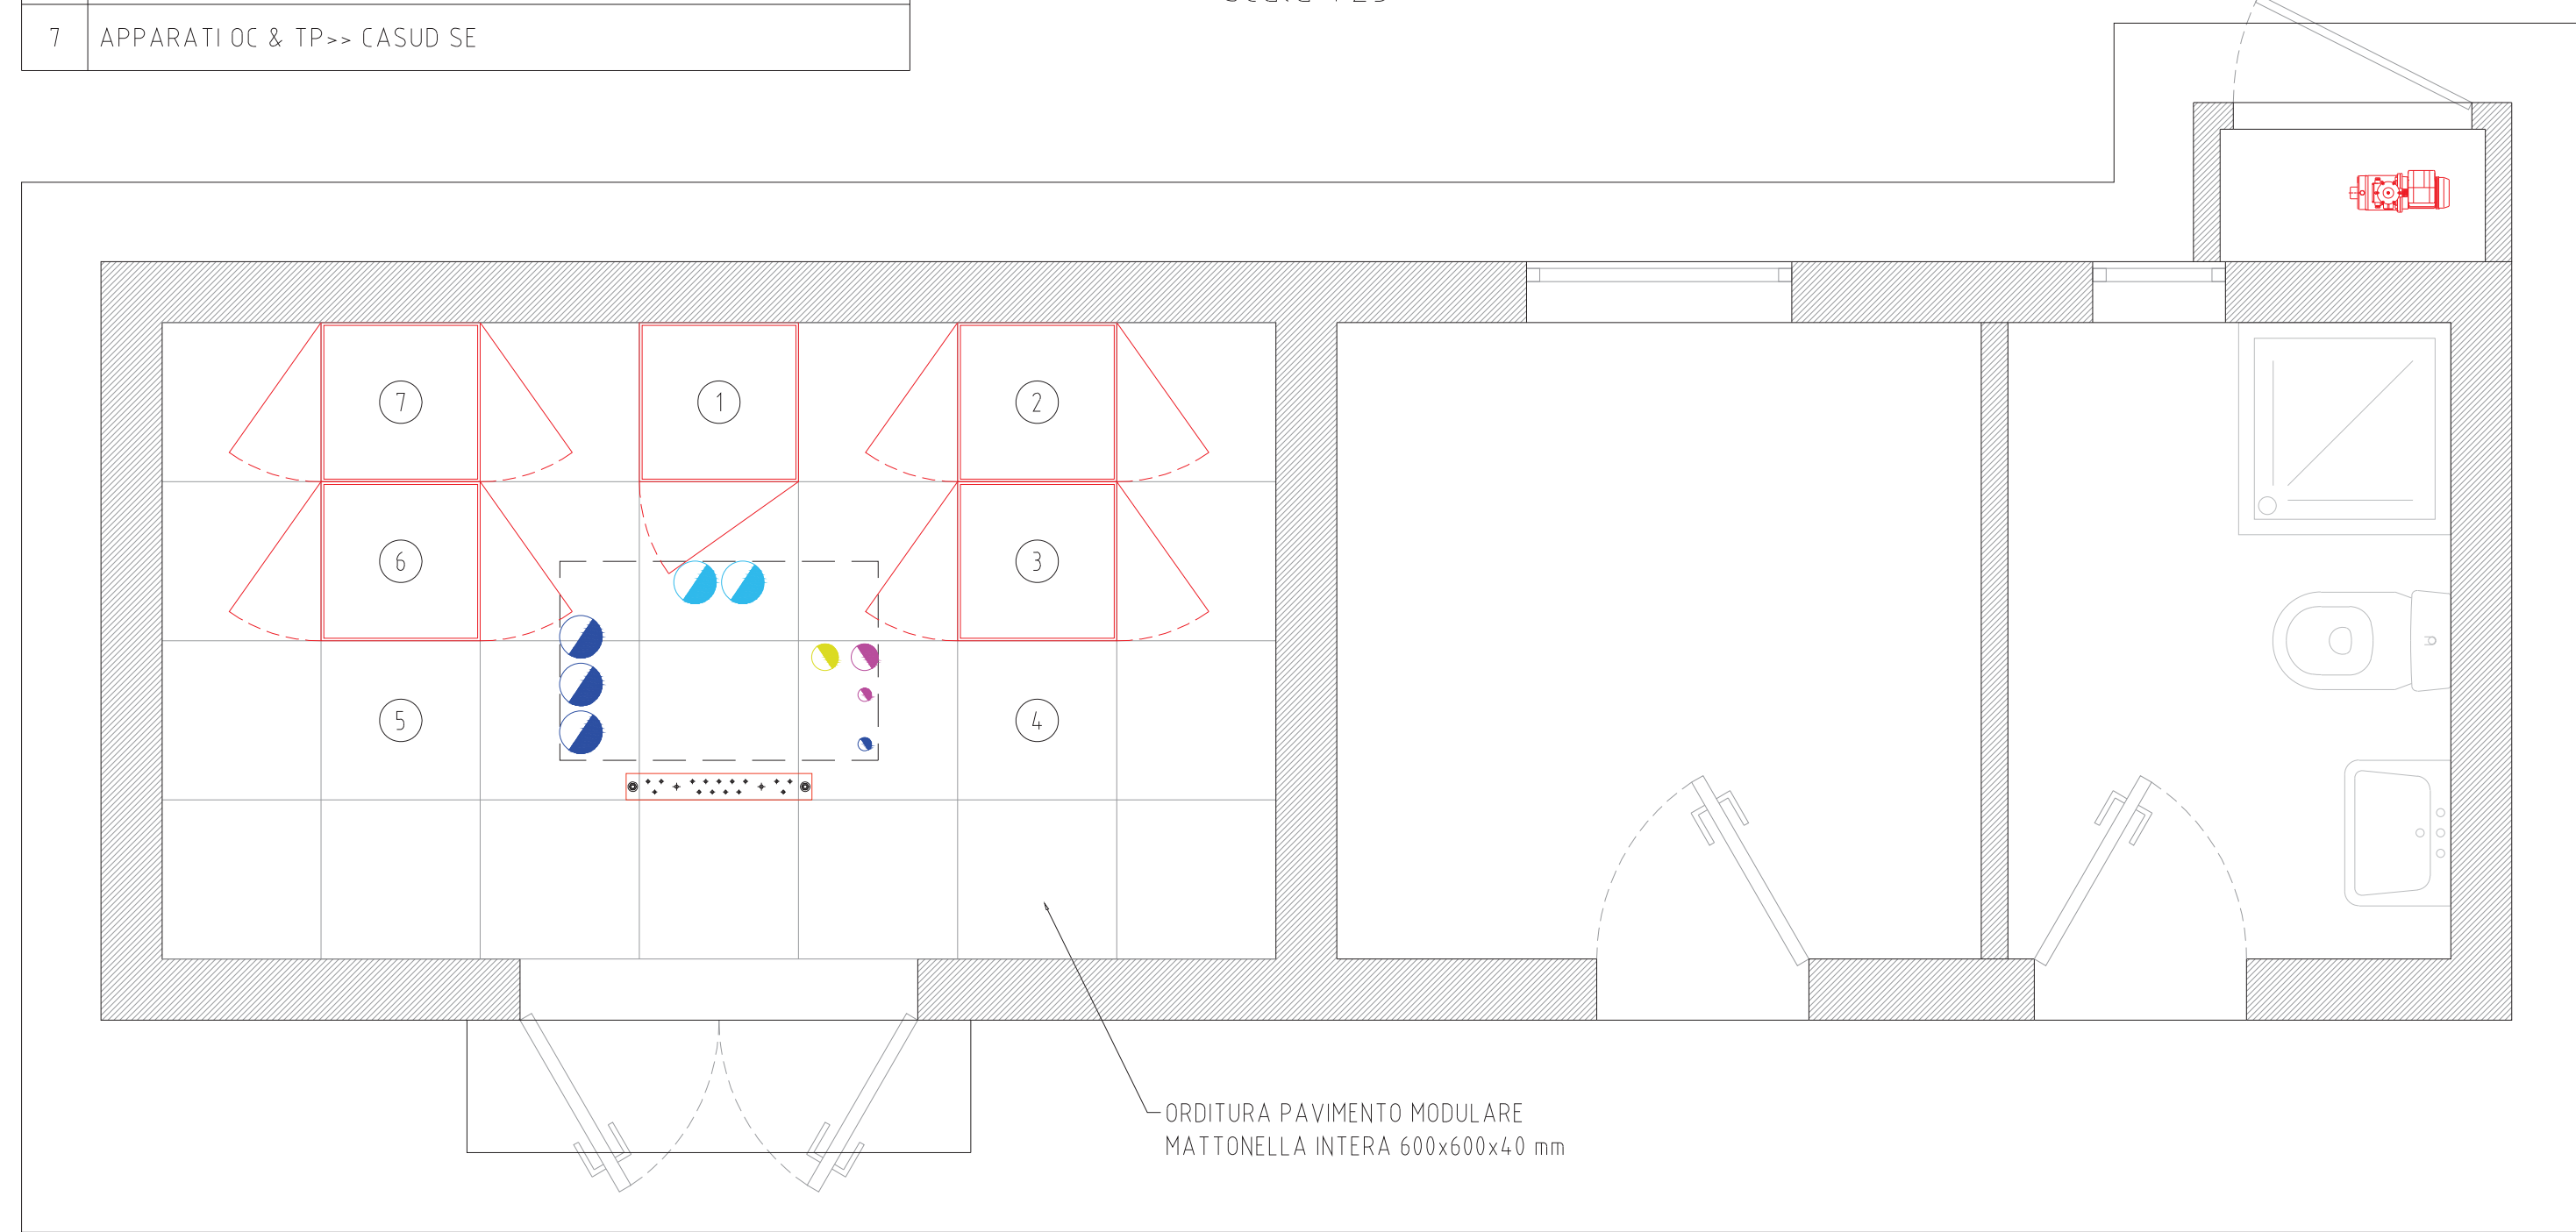 7 APPARATI OC & TP>> CASUD SE
7
1
2
6
3
5
4
ORDITURA PAVIMENTO MODULARE
MATTONELLA INTERA 600x600x40 mm